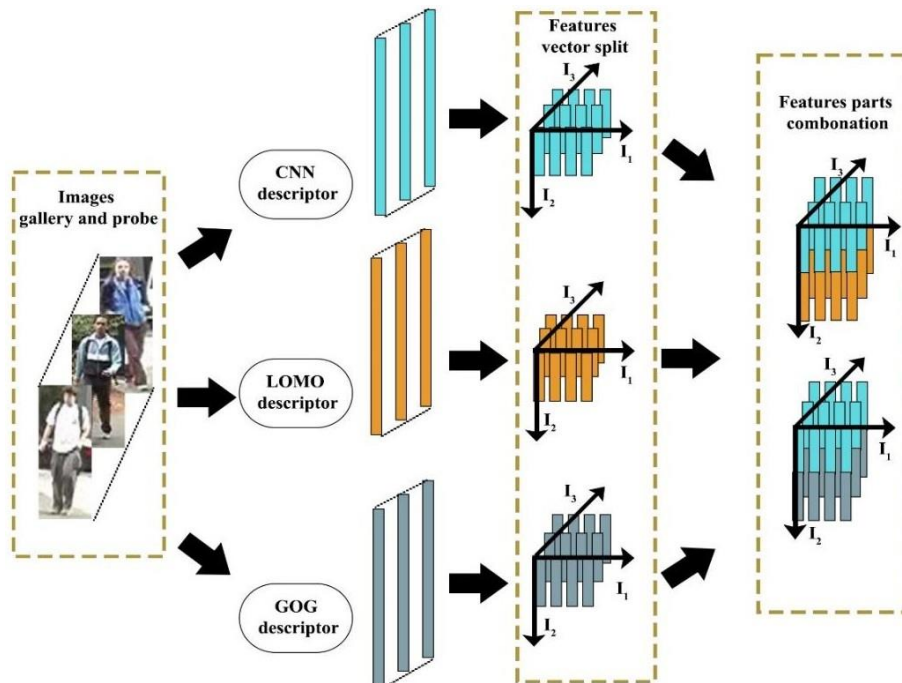 Images
gallery and probe
CNN
descriptor
LOMO
descriptor
GOG
descriptor
Features
vector split
I3
I1
I2
I3
I1
I2
I3
I1
I2
Features parts
combonation
I3
I1
I2
I3
I1
I2